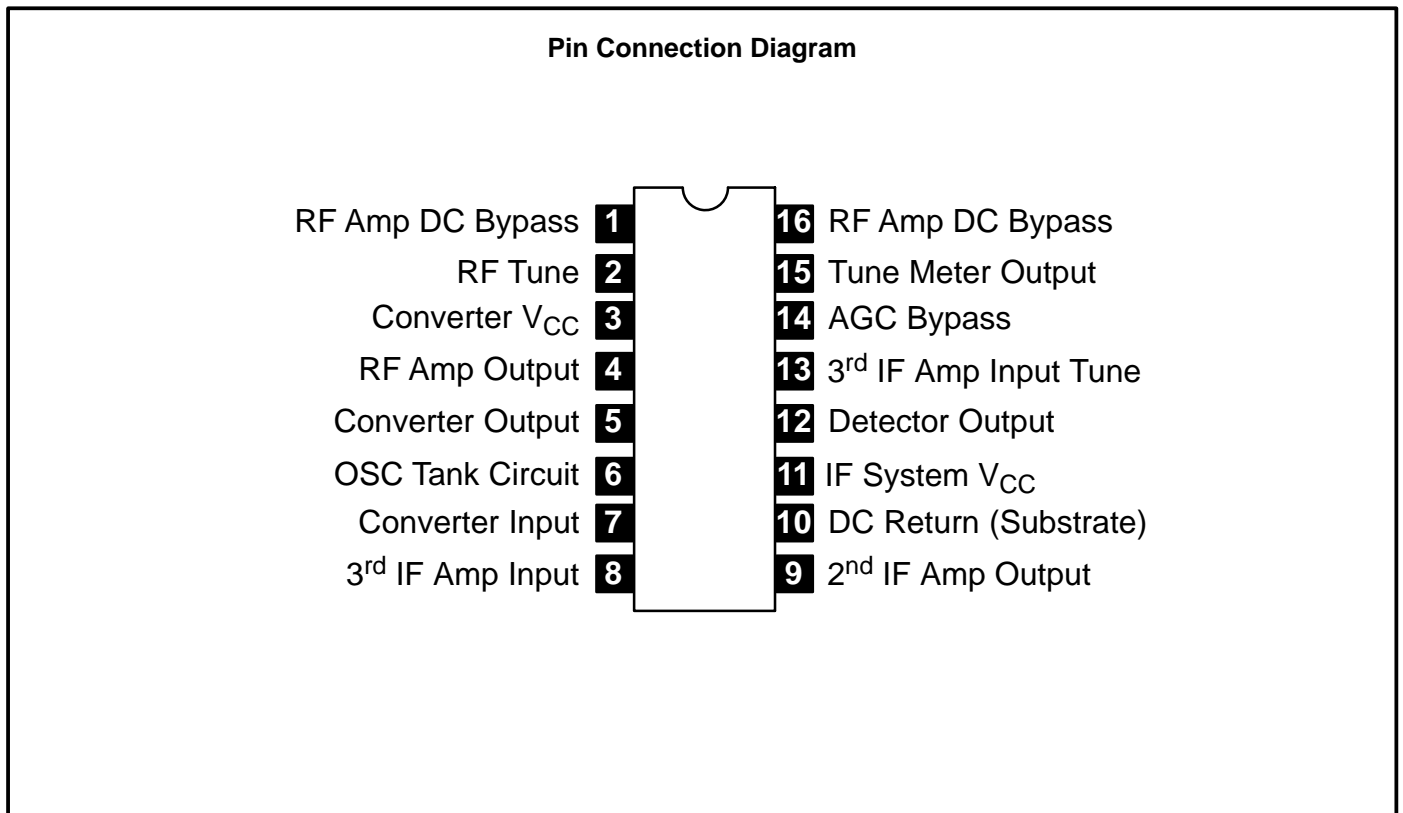 Pin Connection Diagram
RF Amp DC Bypass 1
16 RF Amp DC Bypass
RF Tune 2
15 Tune Meter Output
Converter VCC 3
14 AGC Bypass
RF Amp Output 4
13 3rd IF Amp Input Tune
Converter Output 5
12 Detector Output
OSC Tank Circuit 6
11 IF System VCC
Converter Input 7
10 DC Return (Substrate)
3rd IF Amp Input 8
9 2nd IF Amp Output